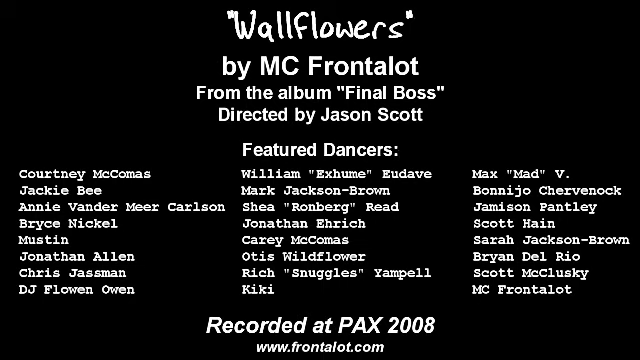 "Wallflowers"
by MC Frontalot
From the album "Final Boss"
Directed by Jason Scott
Featured Dancers:
Courtney McComas
Jackie Bee
Annie Vander Meer Carlson
Bryce Nickel
Mustin
Jonathan Allen
Chris Jassman
DJ Flowen Owen
William "Exhume" Eudave
Mark Jackson-Brown
Shea "Ronberg" Read
Jonathan Ehrich
Carey McComas
Otis Wildflower
Rich "Snuggles" Yampell
Kiki
Max "Mad" V.
Bonnijo Chervenock
Jamison Pantley
Scott Hain
Sarah Jackson-Brown
Bryan Del Rio
Scott McClusky
MC Frontalot
Recorded at PAX 2008
www.frontalot.com